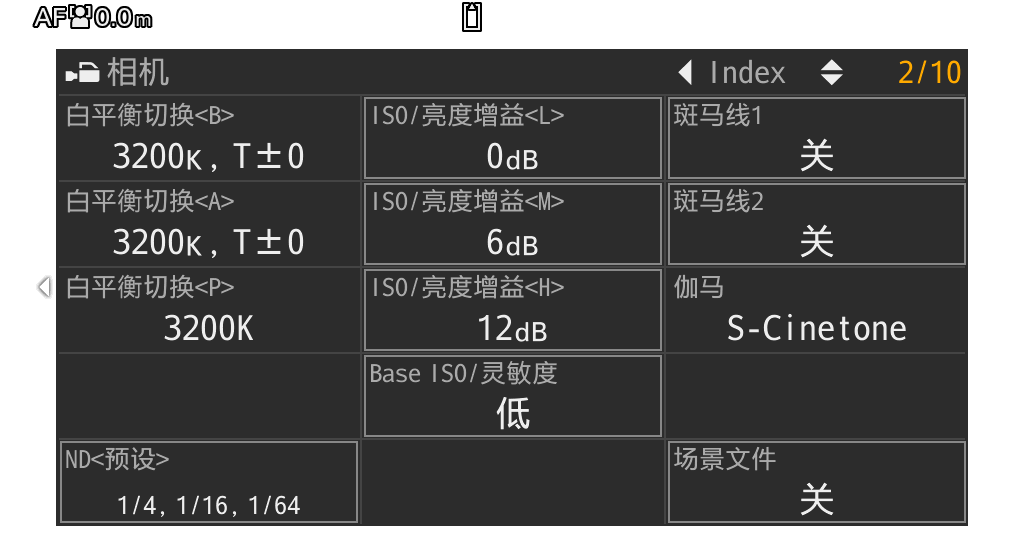 AF 0.0m
相机 Index 2/10
白平衡切换<B> ISO/亮度增益<L> 斑马线1
3200K, T±0 0dB 关
白平衡切换<A> ISO/亮度增益<M> 斑马线2
3200K, T±0 6dB 关
白平衡切换<P> ISO/亮度增益<H> 伽马
3200K 12dB S-Cinetone
Base ISO/灵敏度
低
ND<预设> 场景文件
1/4, 1/16, 1/64 关